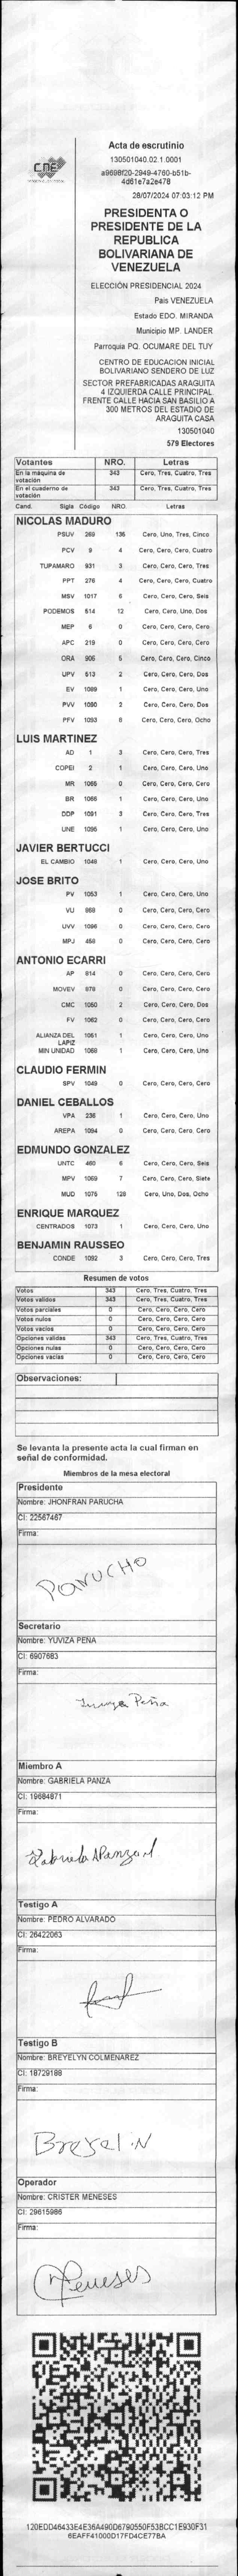 CNE
Acta de escrutinio
130501040.02.1.0001
a9698f20-2949-4760-b51b-
4d61e7a2e478
28/07/2024 07:03:12 PM
PRESIDENTA O
PRESIDENTE DE LA
REPUBLICA
BOLIVARIANA DE
VENEZUELA
ELECCIÓN PRESIDENCIAL 2024
País VENEZUELA
Estado EDO. MIRANDA
Municipio MP. LANDER
Parroquia PQ. OCUMARE DEL TUY
CENTRO DE EDUCACION INICIAL
BOLIVARIANO SENDERO DE LUZ
SECTOR PREFABRICADAS ARAGUITA
4 IZQUIERDA CALLE PRINCIPAL
FRENTE CALLE HACIA SAN BASILIO A
300 METROS DEL ESTADIO DE
ARAGUITA CASA
130501040
579 Electores
Votantes NRO. Letras
En la máquina de votación 343 Cero, Tres, Cuatro, Tres
En el cuaderno de votación 343 Cero, Tres, Cuatro, Tres
Cand. Sigla Código NRO. Letras
NICOLAS MADURO
PSUV 269 135 Cero, Uno, Tres, Cinco
PCV 9 4 Cero, Cero, Cero, Cuatro
TUPAMARO 931 3 Cero, Cero, Cero, Tres
PPT 276 4 Cero, Cero, Cero, Cuatro
MSV 1017 6 Cero, Cero, Cero, Seis
PODEMOS 514 12 Cero, Cero, Uno, Dos
MEP 6 0 Cero, Cero, Cero, Cero
APC 219 0 Cero, Cero, Cero, Cero
ORA 906 5 Cero, Cero, Cero, Cinco
UPV 513 2 Cero, Cero, Cero, Dos
EV 1089 1 Cero, Cero, Cero, Uno
PVV 1090 2 Cero, Cero, Cero, Dos
PFV 1093 8 Cero, Cero, Cero, Ocho
LUIS MARTINEZ
AD 1 3 Cero, Cero, Cero, Tres
COPEI 2 1 Cero, Cero, Cero, Uno
MR 1065 0 Cero, Cero, Cero, Cero
BR 1066 1 Cero, Cero, Cero, Uno
DDP 1091 3 Cero, Cero, Cero, Tres
UNE 1095 1 Cero, Cero, Cero, Uno
JAVIER BERTUCCI
EL CAMBIO 1048 1 Cero, Cero, Cero, Uno
JOSE BRITO
PV 1053 1 Cero, Cero, Cero, Uno
VU 868 0 Cero, Cero, Cero, Cero
UVV 1096 0 Cero, Cero, Cero, Cero
MPJ 458 0 Cero, Cero, Cero, Cero
ANTONIO ECARRI
AP 814 0 Cero, Cero, Cero, Cero
MOVEV 879 0 Cero, Cero, Cero, Cero
CMC 1050 2 Cero, Cero, Cero, Dos
FV 1062 0 Cero, Cero, Cero, Cero
ALIANZA DEL LAPIZ 1051 1 Cero, Cero, Cero, Uno
MIN UNIDAD 1058 1 Cero, Cero, Cero, Uno
CLAUDIO FERMIN
SPV 1049 0 Cero, Cero, Cero, Cero
DANIEL CEBALLOS
VPA 236 1 Cero, Cero, Cero, Uno
AREPA 1094 0 Cero, Cero, Cero, Cero
EDMUNDO GONZALEZ
UNTC 460 6 Cero, Cero, Cero, Seis
MPV 1069 7 Cero, Cero, Cero, Siete
MUD 1075 128 Cero, Uno, Dos, Ocho
ENRIQUE MARQUEZ
CENTRADOS 1073 1 Cero, Cero, Cero, Uno
BENJAMIN RAUSSEO
CONDE 1092 3 Cero, Cero, Cero, Tres
Resumen de votos
Votos 343 Cero, Tres, Cuatro, Tres
Votos validos 343 Cero, Tres, Cuatro, Tres
Votos parciales 0 Cero, Cero, Cero, Cero
Votos nulos 0 Cero, Cero, Cero, Cero
Votos vacios 0 Cero, Cero, Cero, Cero
Opciones validas 343 Cero, Tres, Cuatro, Tres
Opciones nulas 0 Cero, Cero, Cero, Cero
Opciones vacias 0 Cero, Cero, Cero, Cero
Observaciones:
Se levanta la presente acta la cual firman en
señal de conformidad.
Miembros de la mesa electoral
Presidente
Nombre: JHONFRAN PARUCHA
CI: 22567467
Firma:
PARUCHO
Secretario
Nombre: YUVIZA PENA
CI: 6907683
Firma:
Peña
Miembro A
Nombre: GABRIELA PANZA
CI: 19684871
Firma:
Gabriela
Testigo A
Nombre: PEDRO ALVARADO
CI: 26422063
Firma:
Testigo B
Nombre: BREYELYN COLMENAREZ
CI: 18729188
Firma:
Operador
Nombre: CRISTER MENESES
CI: 29615986
Firma:
Meneses
120EDD46433E4E36A490D6790550F53BCC1E930F31
6EAFF41000D17FD4CE77BA